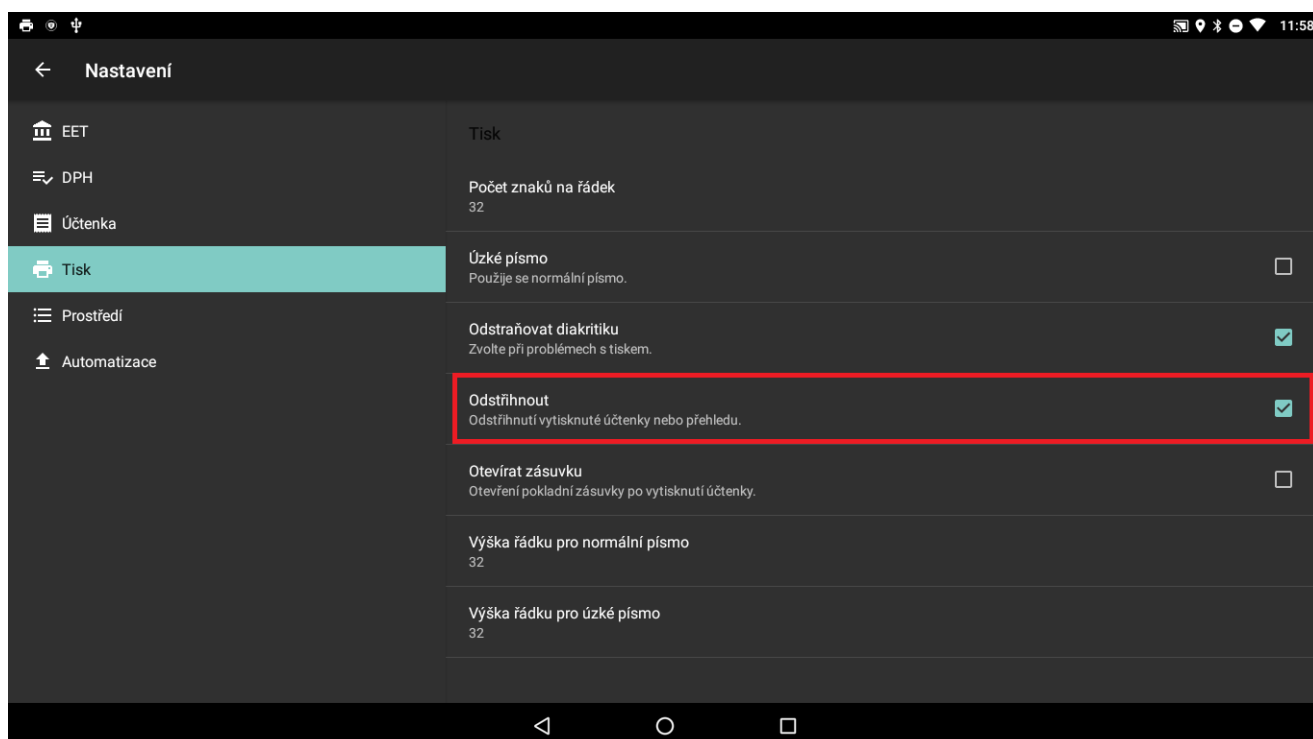 11:58
Nastavení
EET
DPH
Účtenka
Tisk
Prostředí
Automatizace
Tisk
Počet znaků na řádek
32
Úzké písmo
Použije se normální písmo.
Odstraňovat diakritiku
Zvolte při problémech s tiskem.
Odstřihnout
Odstřihnutí vytisknuté účtenky nebo přehledu.
Otevírat zásuvku
Otevření pokladní zásuvky po vytisknutí účtenky.
Výška řádku pro normální písmo
32
Výška řádku pro úzké písmo
32